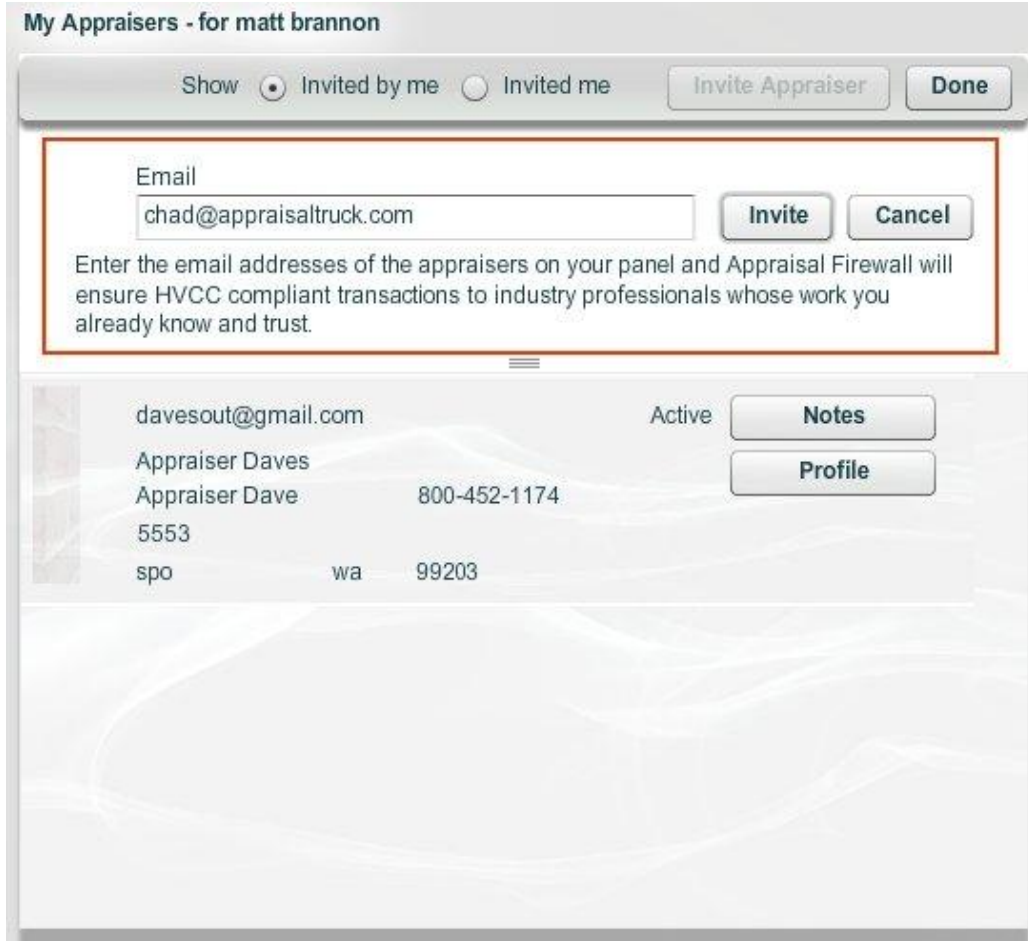 My Appraisers - for matt brannon
Show Invited by me Invited me Invite Appraiser Done
Email
chad@appraisaltruck.com Invite Cancel
Enter the email addresses of the appraisers on your panel and Appraisal Firewall will
ensure HVCC compliant transactions to industry professionals whose work you
already know and trust.
davesout@gmail.com Active Notes
Appraiser Daves Profile
Appraiser Dave 800-452-1174
5553
spo wa 99203